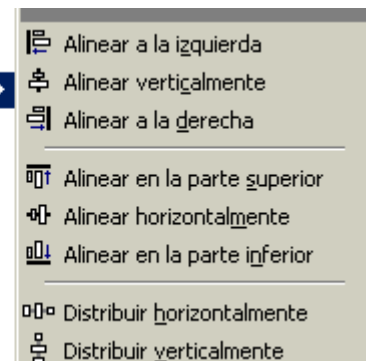 Alinear a la izquierda
Alinear verticalmente
Alinear a la derecha
Alinear en la parte superior
Alinear horizontalmente
Alinear en la parte inferior
Distribuir horizontalmente
Distribuir verticalmente